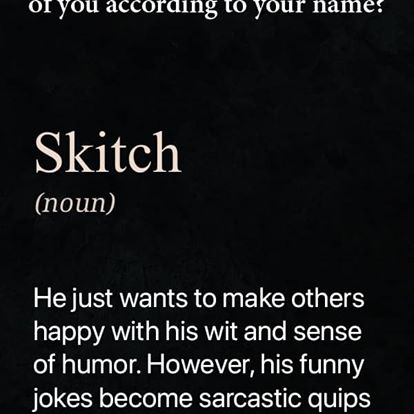 of you according to your name?
Skitch
(noun)
He just wants to make others
happy with his wit and sense
of humor. However, his funny
jokes become sarcastic quips